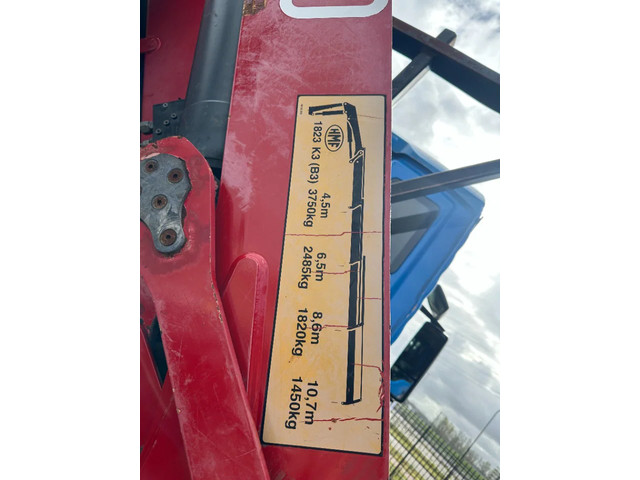 HMF
1823 K3 (B3)
4,5m 6,5m 8,6m 10,7m
3750kg 2485kg 1820kg 1450kg